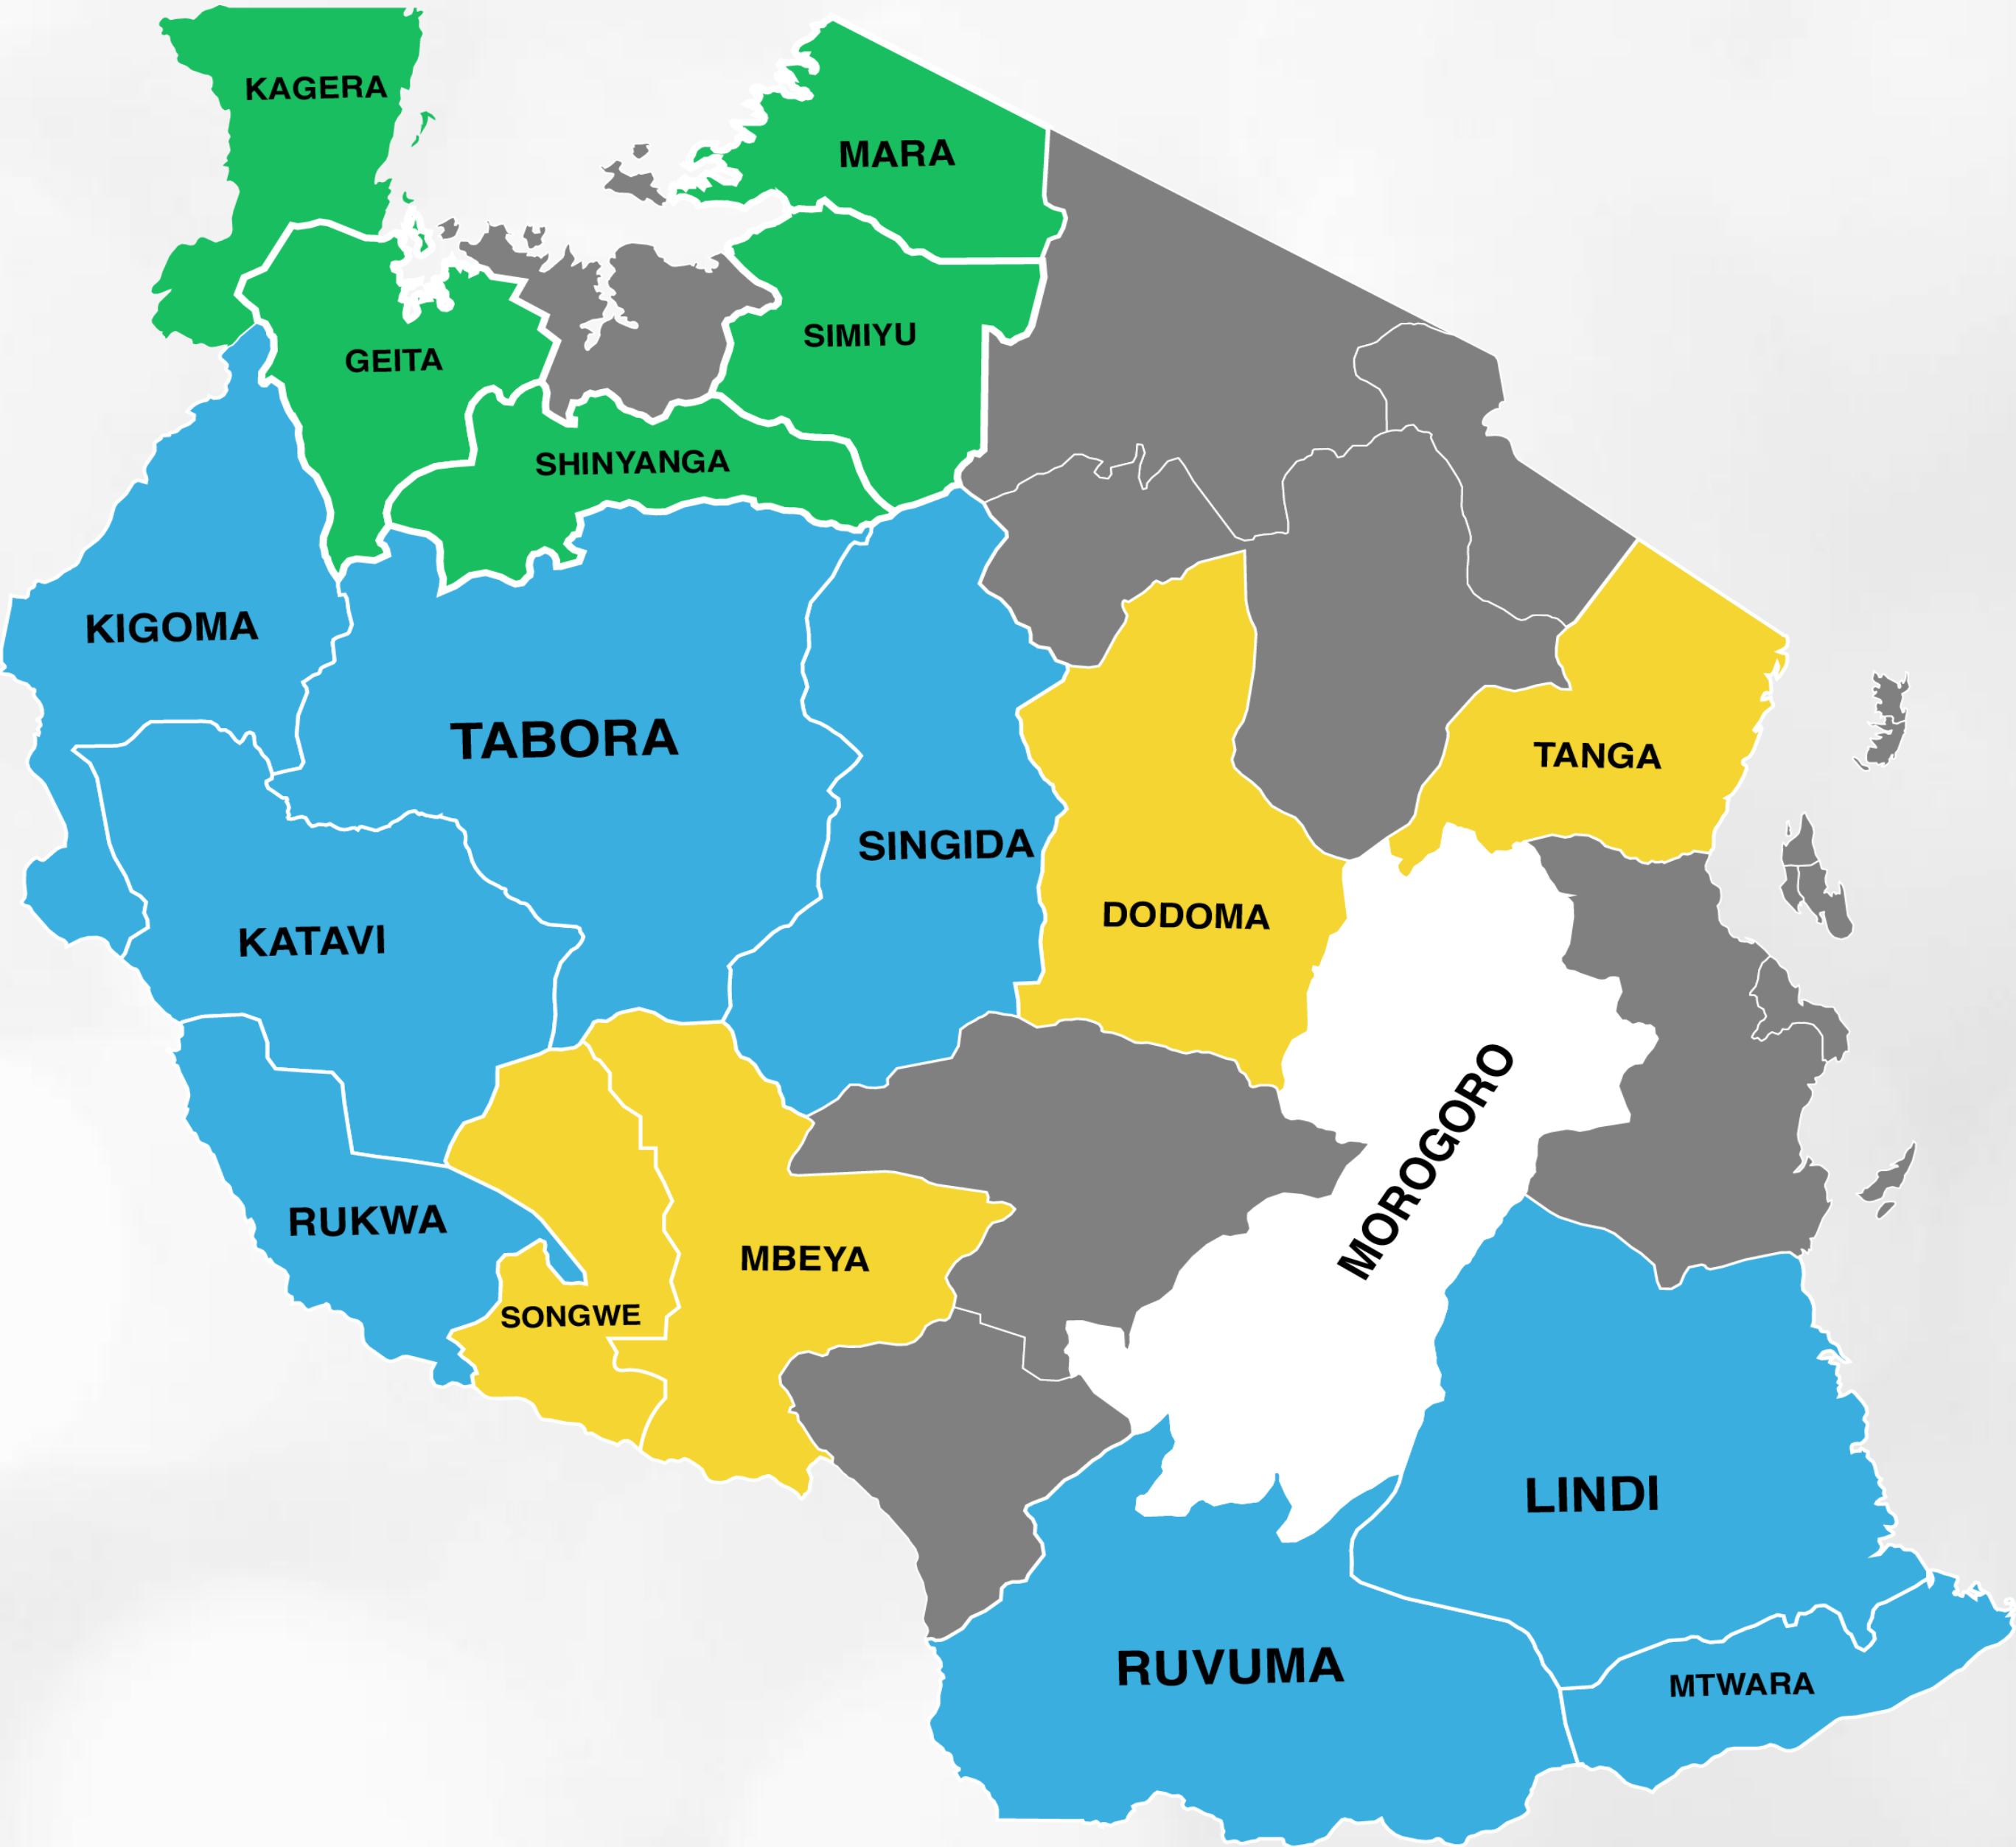 KAGERA
MARA
SIMIYU
GEITA
SHINYANGA
KIGOMA
TABORA
TANGA
SINGIDA
DODOMA
KATAVI
MOROGORO
RUKWA
MBEYA
SONGWE
LINDI
RUVUMA
MTWARA